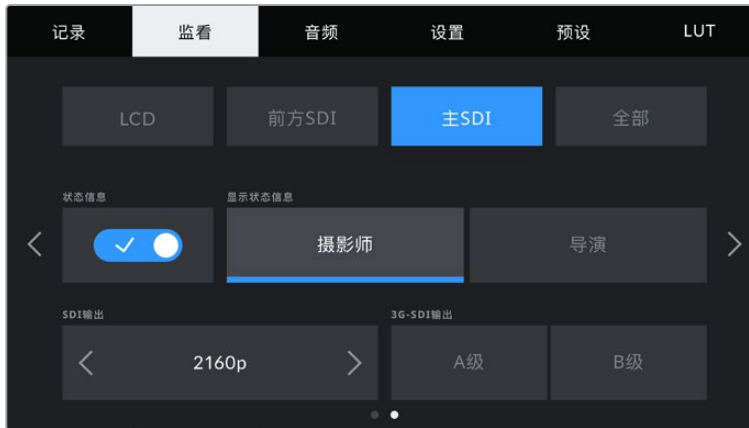 记录 监看 音频 设置 预设 LUT
LCD 前方SDI 主SDI 全部
状态信息 显示状态信息
摄影师 导演
SDI输出 3G-SDI输出
2160p A级 B级